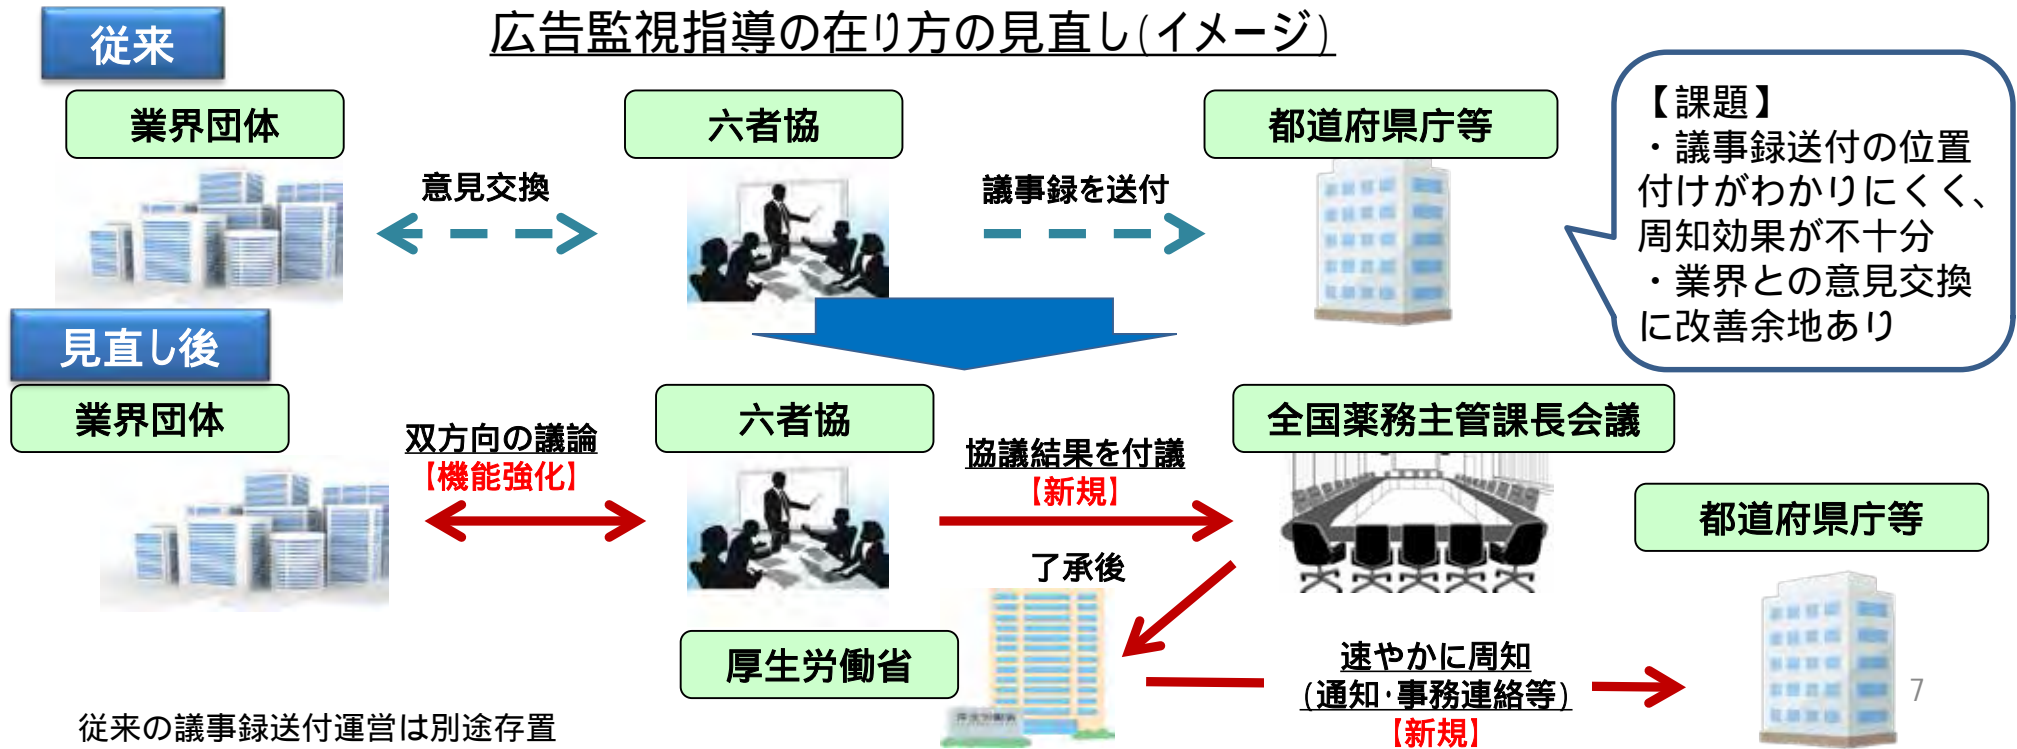 広告監視指導の在り方の見直し(イメージ)
従来
業界団体
意見交換
六者協
議事録を送付
都道府県庁等
【課題】
・議事録送付の位置
付けがわかりにくく、
周知効果が不十分
・業界との意見交換
に改善余地あり
見直し後
業界団体
双方向の議論
【機能強化】
六者協
協議結果を付議
【新規】
全国薬務主管課長会議
了承後
厚生労働省
厚生労働省
速やかに周知
(通知・事務連絡等)
【新規】
都道府県庁等
従来の議事録送付運営は別途存置
7